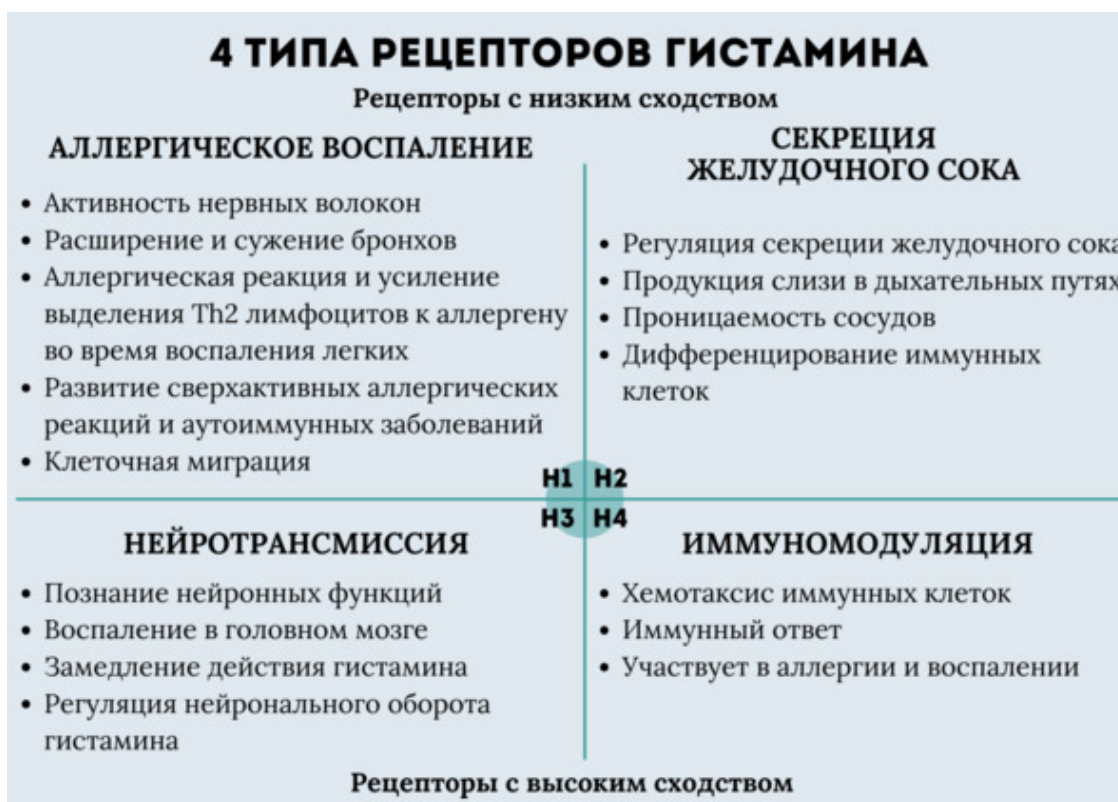 4 ТИПА РЕЦЕПТОРОВ ГИСТАМИНА
Рецепторы с низким сходством
АЛЛЕРГИЧЕСКОЕ ВОСПАЛЕНИЕ
• Активность нервных волокон
• Расширение и сужение бронхов
• Аллергическая реакция и усиление
выделения Th2 лимфоцитов к аллергену
во время воспаления легких
• Развитие сверхактивных аллергических
реакций и аутоиммунных заболеваний
• Клеточная миграция
СЕКРЕЦИЯ
ЖЕЛУДОЧНОГО СОКА
• Регуляция секреции желудочного сока
• Продукция слизи в дыхательных путях
• Проницаемость сосудов
• Дифференцирование иммунных
клеток
H1 H2
H3 H4
НЕЙРОТРАНСМИССИЯ
• Познание нейронных функций
• Воспаление в головном мозге
• Замедление действия гистамина
• Регуляция нейронального оборота
гистамина
ИММУНОМОДУЛЯЦИЯ
• Хемотаксис иммунных клеток
• Иммунный ответ
• Участвует в аллергии и воспалении
Рецепторы с высоким сходством